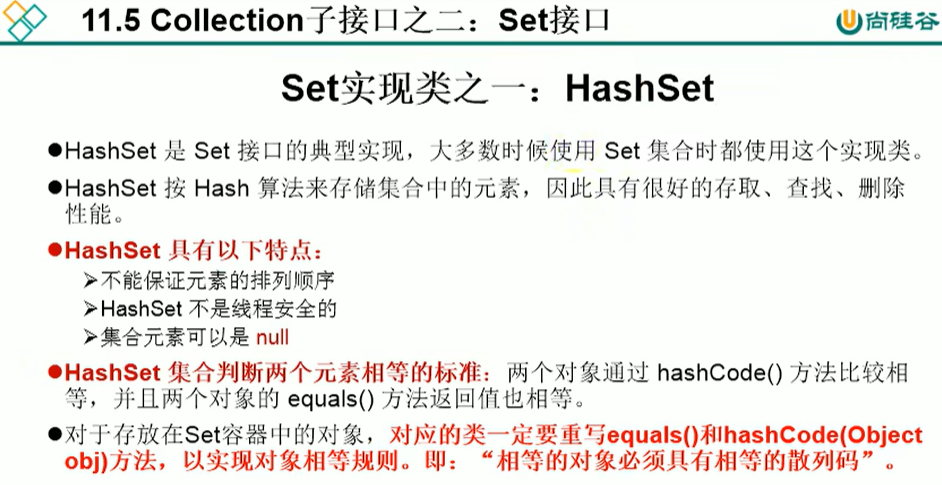 11.5 Collection子接口之二：Set接口
尚硅谷
Set实现类之一：HashSet
●HashSet 是 Set 接口的典型实现，大多数时候使用 Set 集合时都使用这个实现类。
●HashSet 按 Hash 算法来存储集合中的元素，因此具有很好的存取、查找、删除
性能。
●HashSet 具有以下特点：
➢不能保证元素的排列顺序
➢HashSet 不是线程安全的
➢集合元素可以是 null
●HashSet 集合判断两个元素相等的标准：两个对象通过 hashCode() 方法比较相
等，并且两个对象的 equals() 方法返回值也相等。
●对于存放在Set容器中的对象，对应的类一定要重写equals()和hashCode(Object
obj)方法，以实现对象相等规则。即：“相等的对象必须具有相等的散列码”。